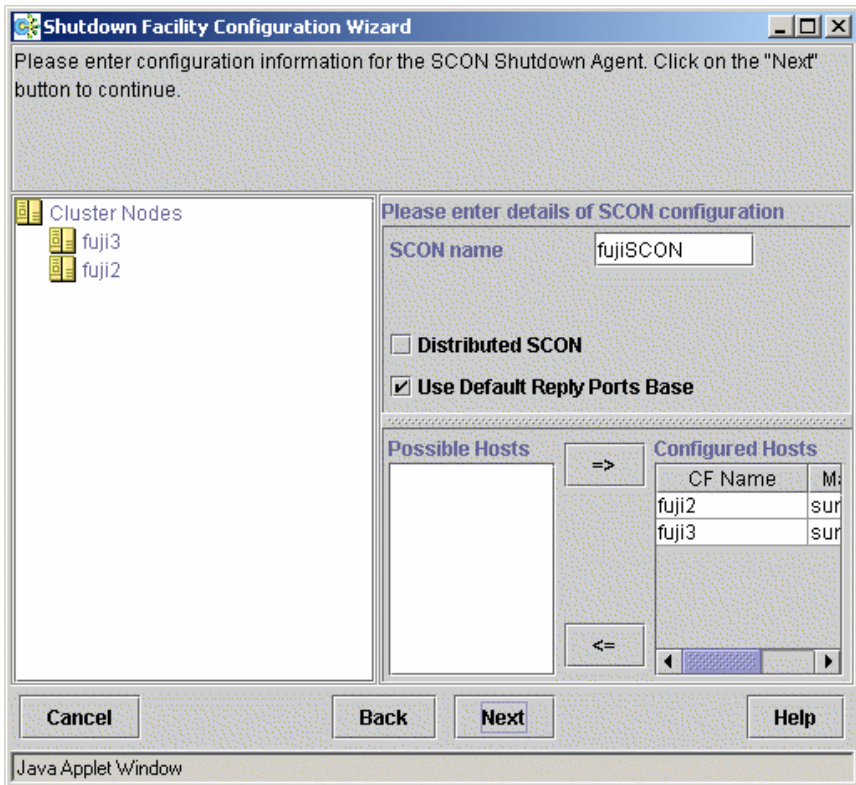 Shutdown Facility Configuration Wizard
Please enter configuration information for the SCON Shutdown Agent. Click on the "Next"
button to continue.
Cluster Nodes
fuji3
fuji2
Please enter details of SCON configuration
SCON name fujiSCON
Distributed SCON
Use Default Reply Ports Base
Possible Hosts
=>
<=
Configured Hosts
CF Name
fuji2 sun
fuji3 sun
Cancel Back Next Help
Java Applet Window